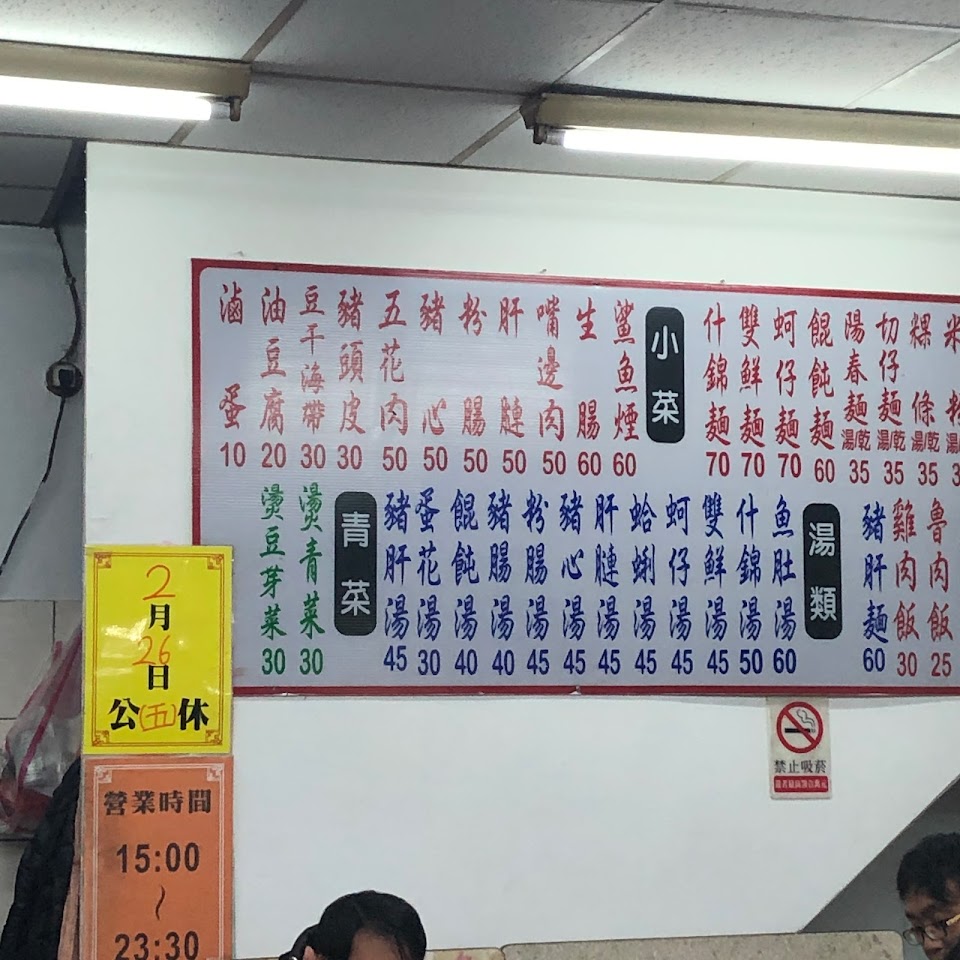 米粉 湯/乾
粿條 湯/乾 35
切仔麵 湯/乾 35
陽春麵 湯/乾 35
餛飩麵 60
蚵仔麵 70
雙鮮麵 70
什錦麵 70
小菜
鯊魚煙 60
生腸 60
嘴邊肉 50
肝腱 50
粉腸 50
豬心 50
五花肉 50
豬頭皮 30
豆干海帶 30
油豆腐 20
滷蛋 10
魯肉飯 25
雞肉飯 30
豬肝麵 60
湯類
魚肚湯 60
什錦湯 50
雙鮮湯 45
蚵仔湯 45
蛤蜊湯 45
肝腱湯 45
豬心湯 45
粉腸湯 45
豬腸湯 40
餛飩湯 40
蛋花湯 30
豬肝湯 45
青菜
燙青菜 30
燙豆芽菜 30
2
月
26
日
公(五)休
營業時間
15:00
~
23:30
禁止吸菸